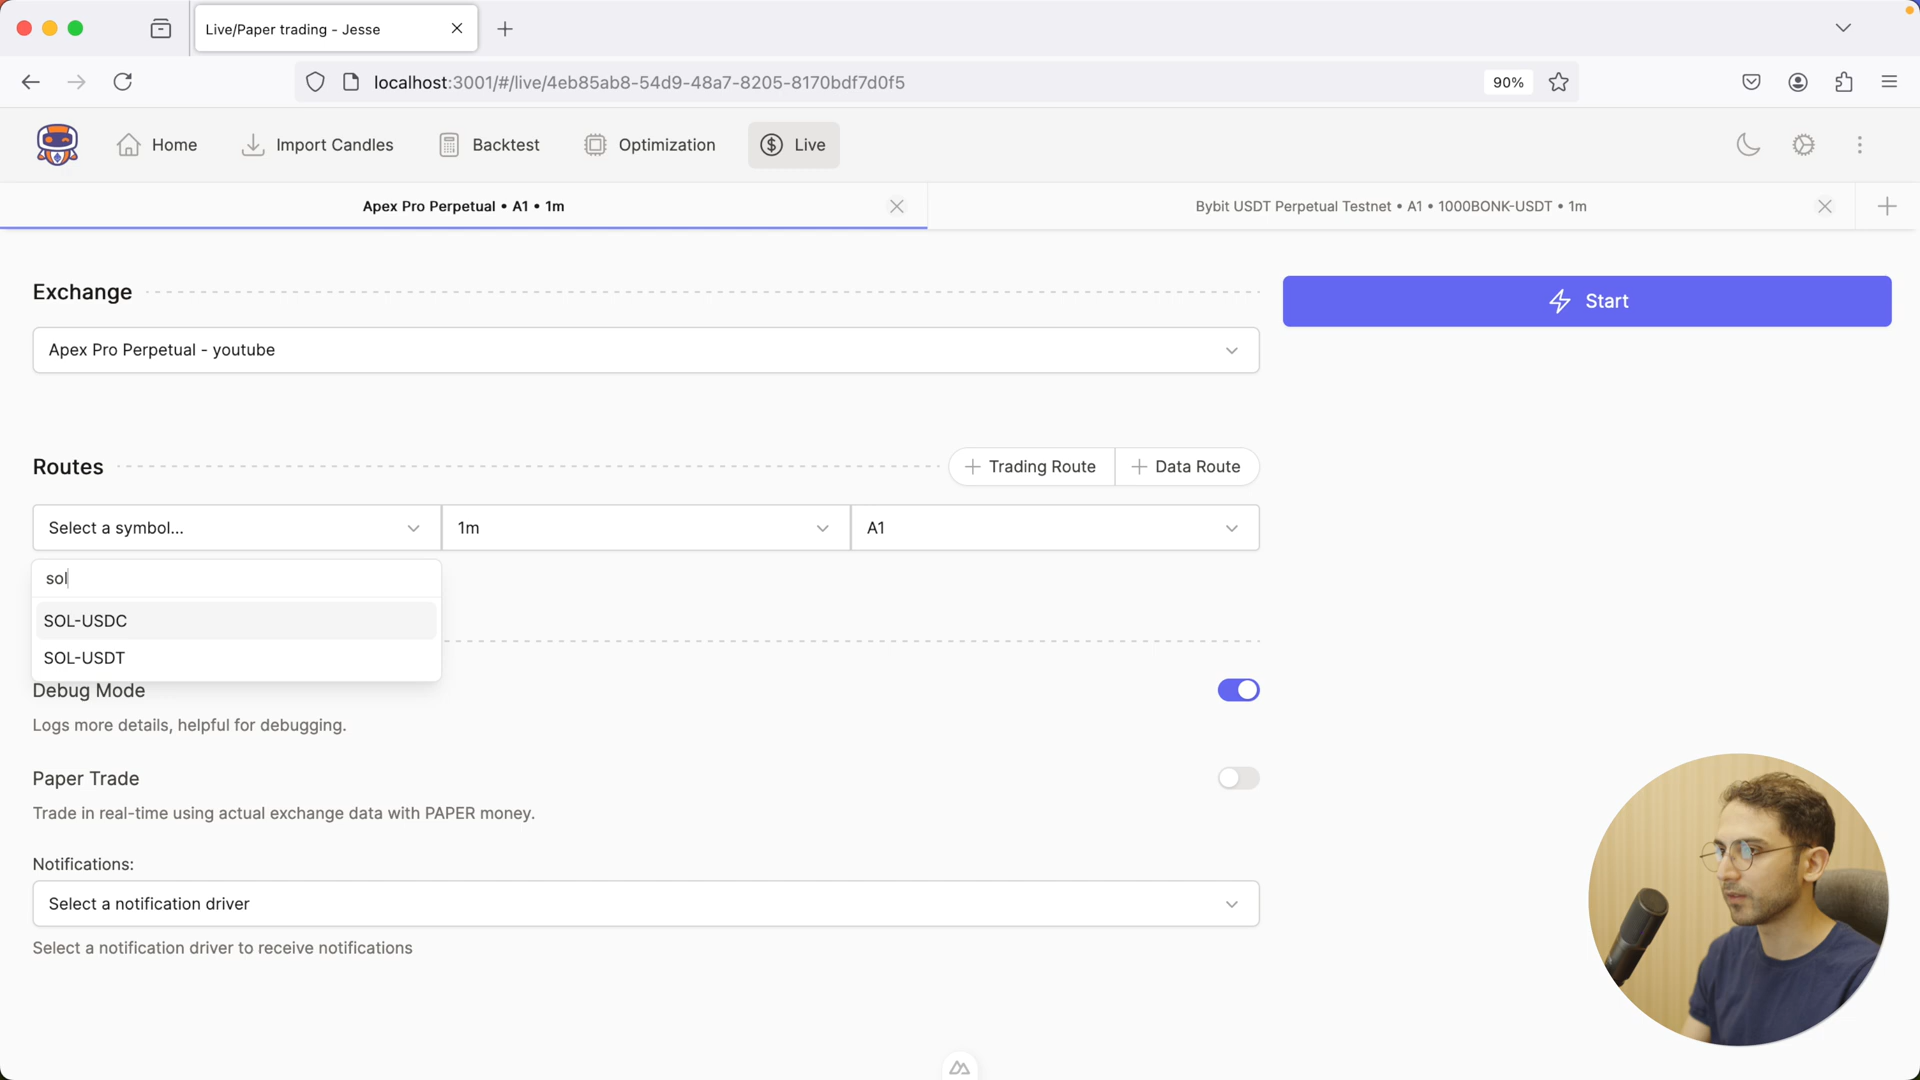 Live/Paper trading - Jesse
localhost:3001/#/live/4eb85ab8-54d9-48a7-8205-8170bdf7d0f5
90%
Home
Import Candles
Backtest
Optimization
Live
Apex Pro Perpetual • A1 • 1m
Bybit USDT Perpetual Testnet • A1 • 1000BONK-USDT • 1m
Exchange
Start
Apex Pro Perpetual - youtube
Routes
Trading Route
Data Route
Select a symbol...
1m
A1
sol
SOL-USDC
SOL-USDT
Debug Mode
Logs more details, helpful for debugging.
Paper Trade
Trade in real-time using actual exchange data with PAPER money.
Notifications:
Select a notification driver
Select a notification driver to receive notifications